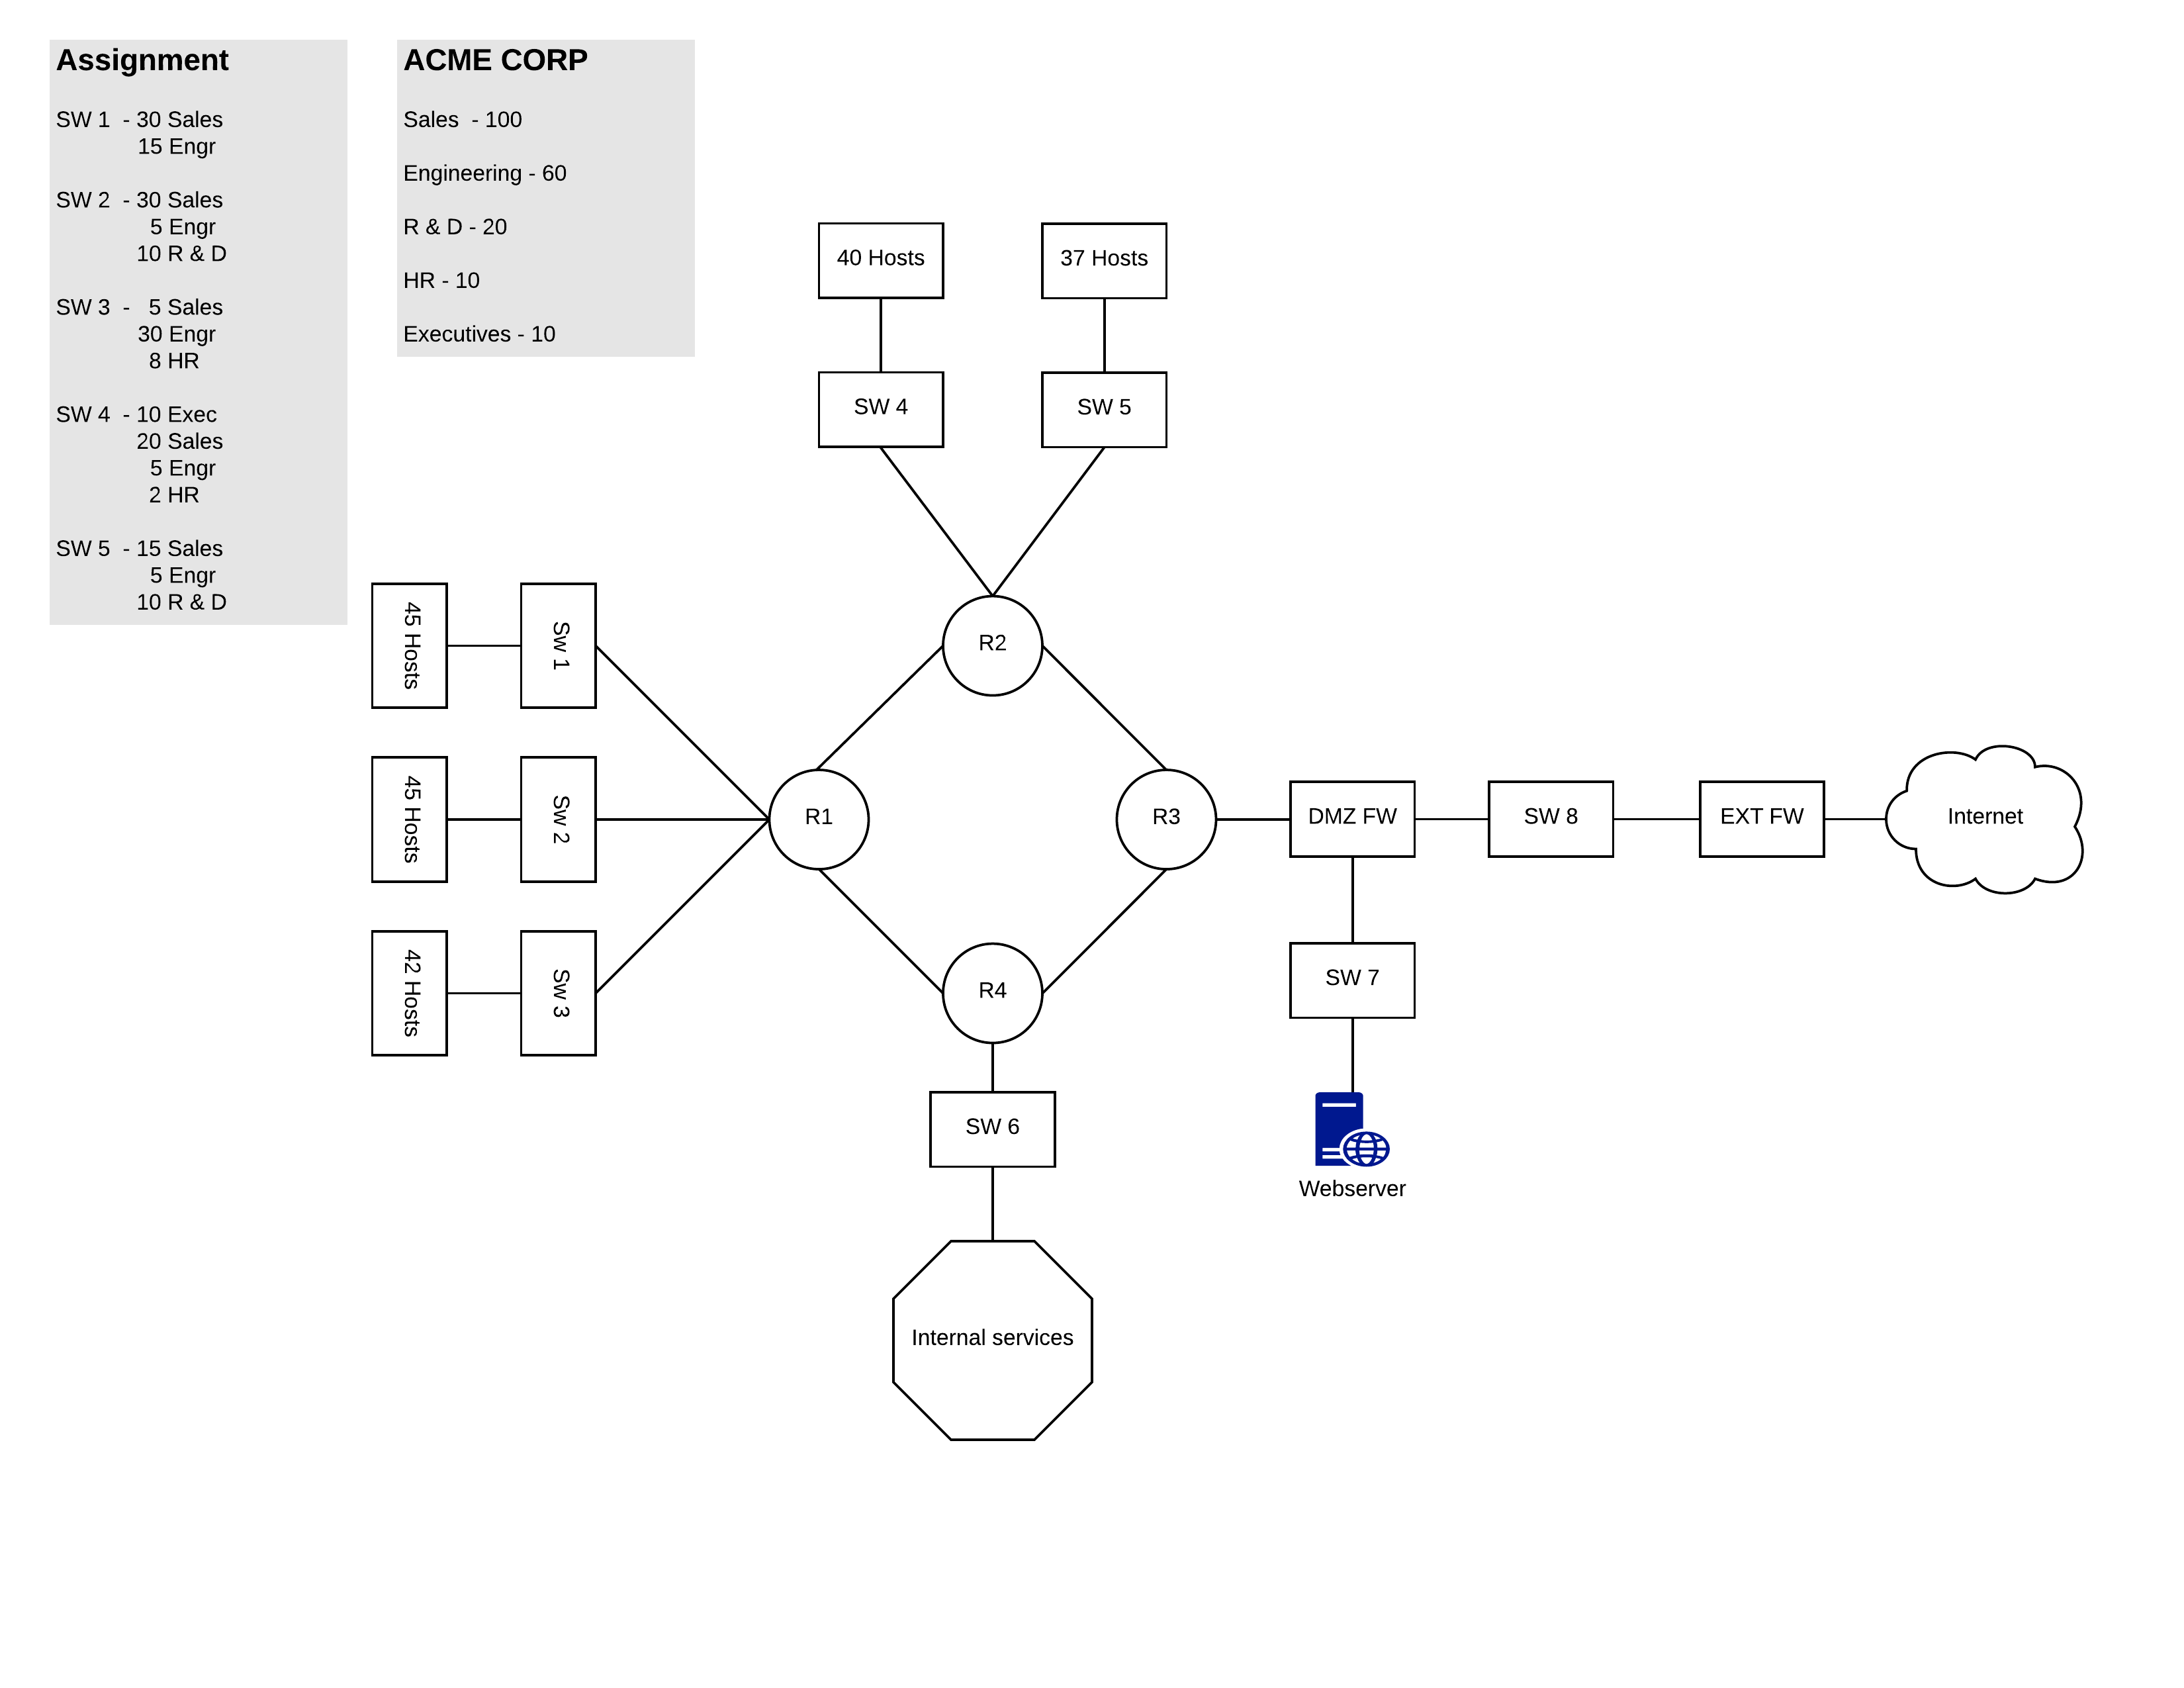 Assignment
SW 1 - 30 Sales
15 Engr
SW 2 - 30 Sales
5 Engr
10 R & D
SW 3 - 5 Sales
30 Engr
8 HR
SW 4 - 10 Exec
20 Sales
5 Engr
2 HR
SW 5 - 15 Sales
5 Engr
10 R & D
ACME CORP
Sales - 100
Engineering - 60
R & D - 20
HR - 10
Executives - 10
40 Hosts
37 Hosts
SW 4
SW 5
45 Hosts
Sw 1
R2
45 Hosts
Sw 2
R1
R3
DMZ FW
SW 8
EXT FW
Internet
42 Hosts
Sw 3
R4
SW 7
SW 6
Webserver
Internal services